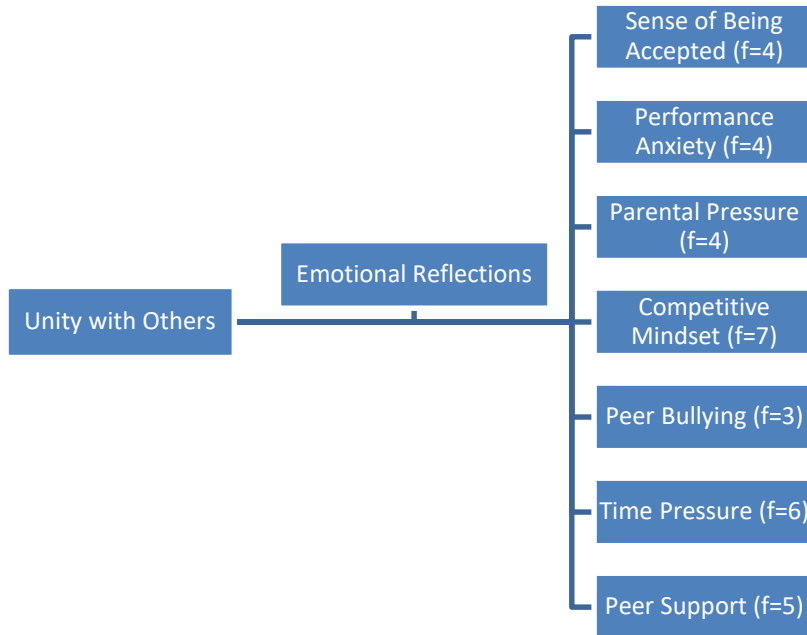 Unity with Others
Emotional Reflections
Sense of Being
Accepted (f=4)
Performance
Anxiety (f=4)
Parental Pressure
(f=4)
Competitive
Mindset (f=7)
Peer Bullying (f=3)
Time Pressure (f=6)
Peer Support (f=5)